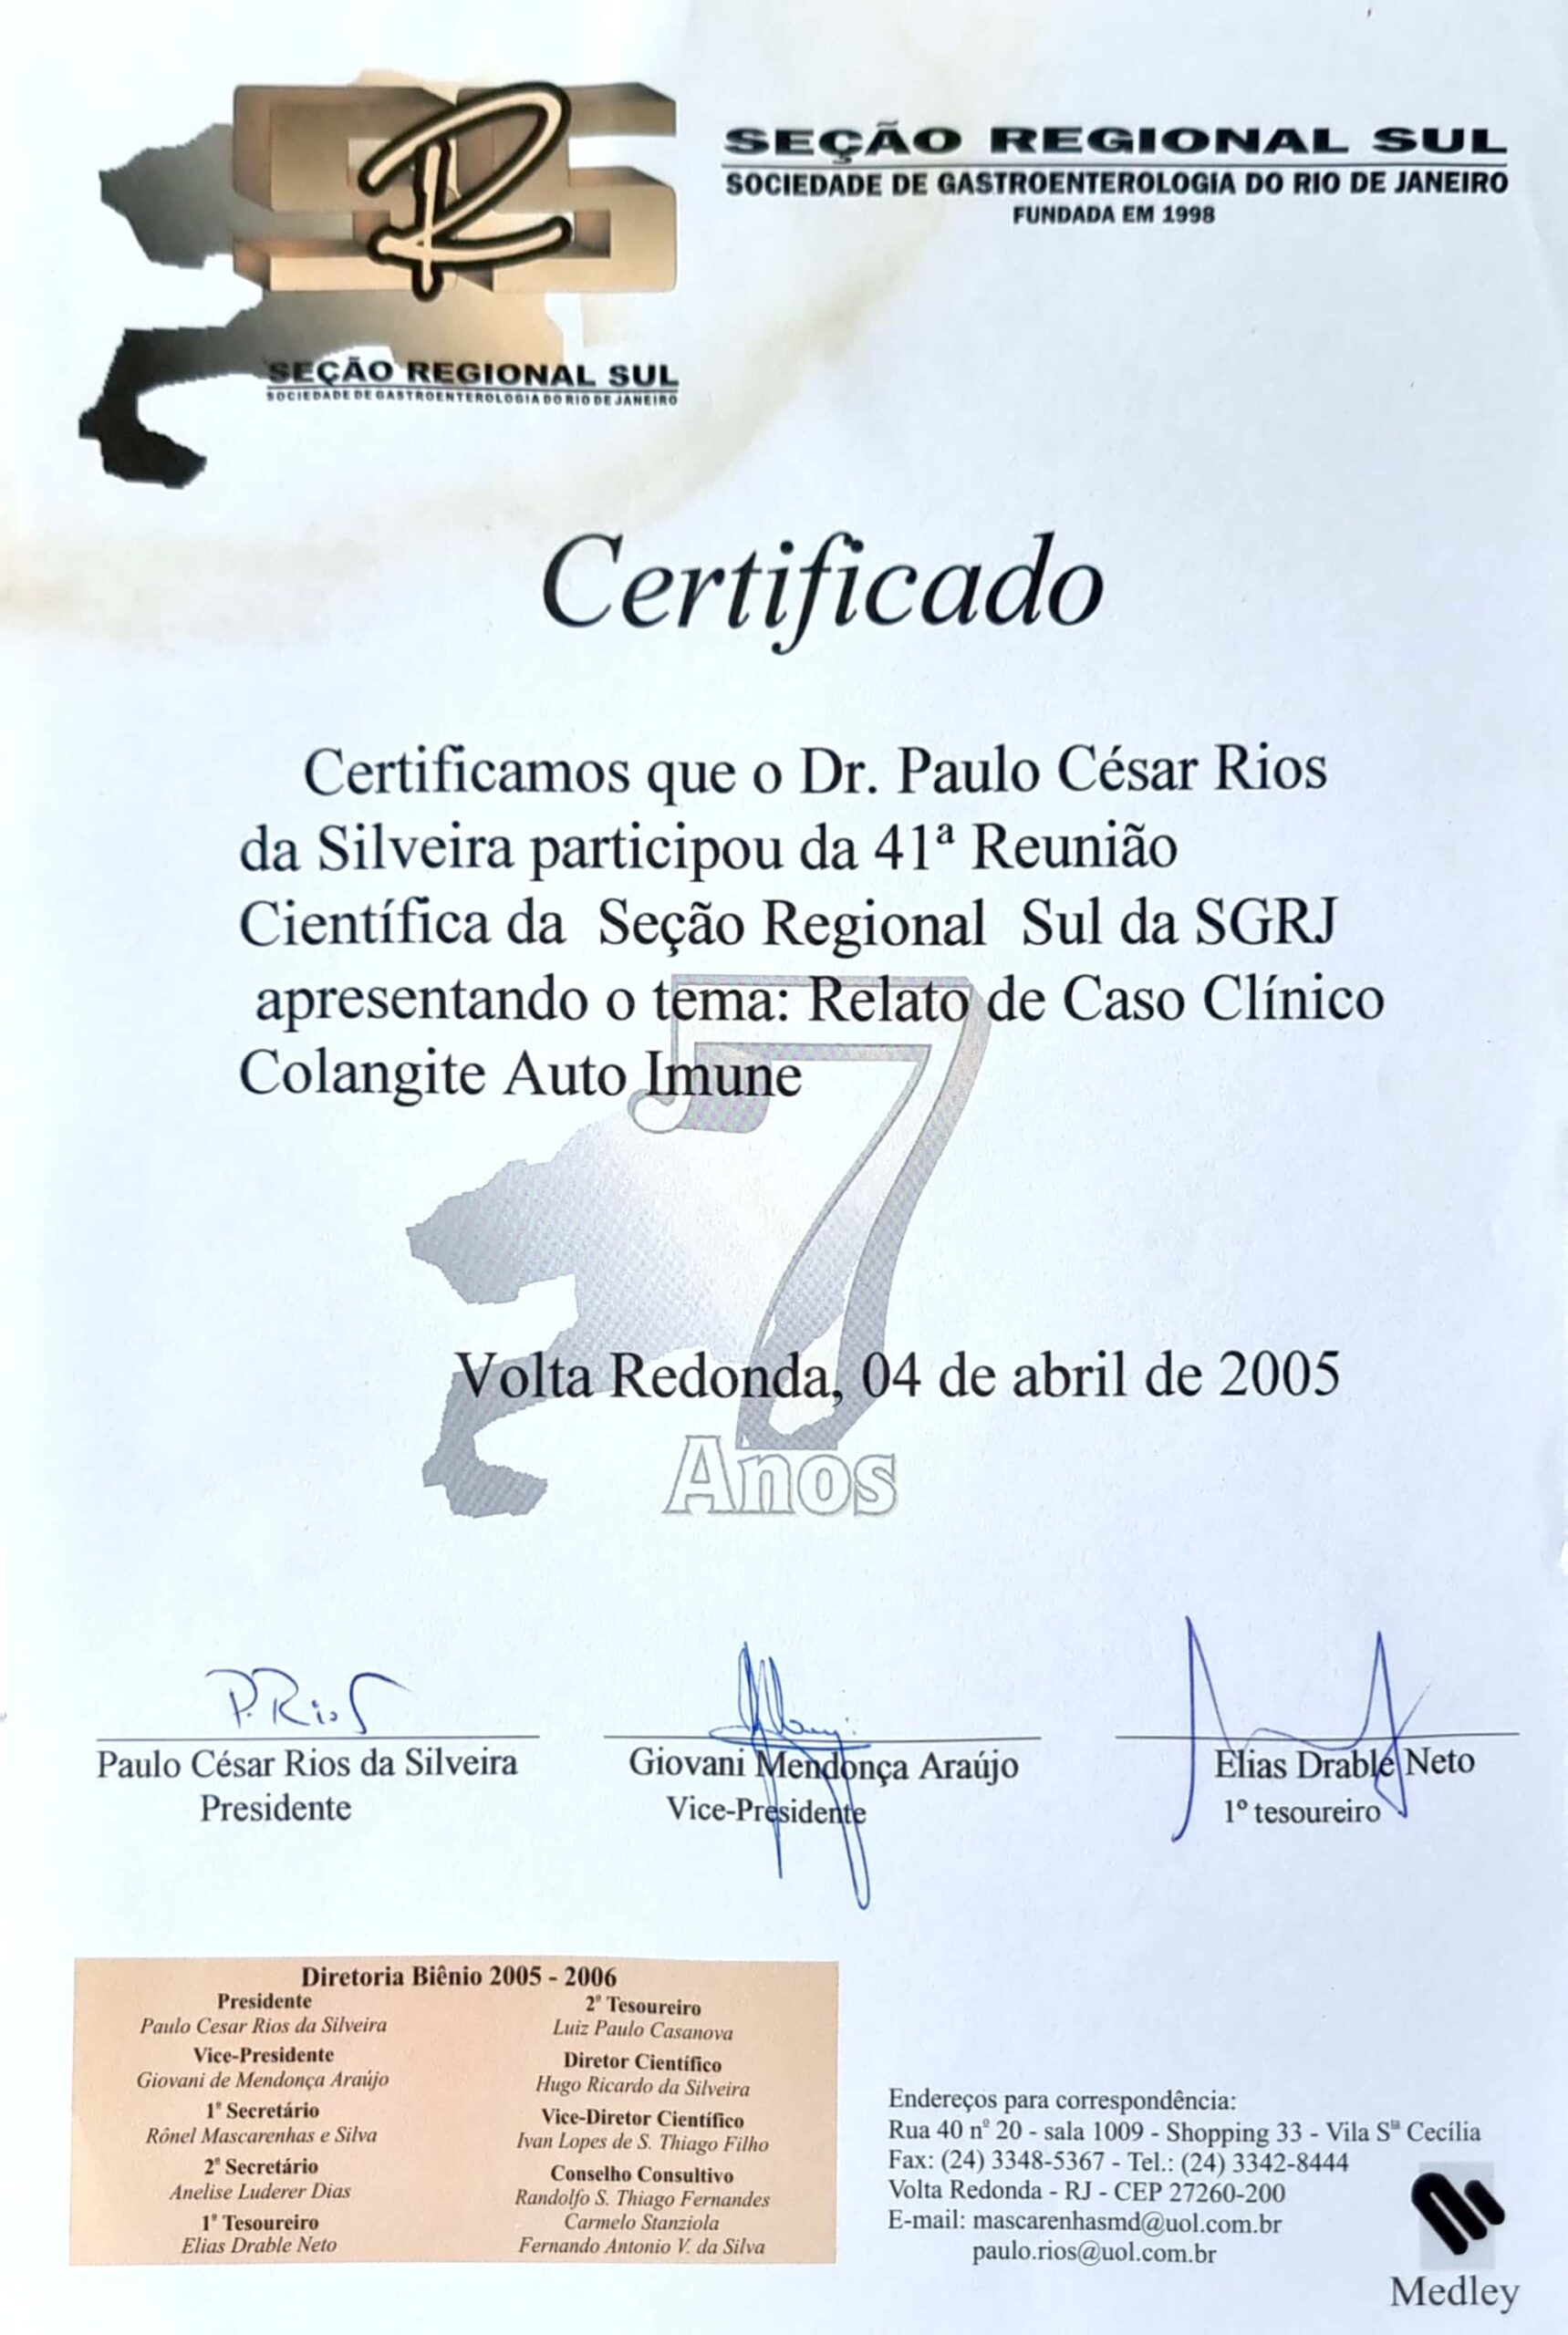 SEÇÃO REGIONAL SUL
SOCIEDADE DE GASTROENTEROLOGIA DO RIO DE JANEIRO
FUNDADA EM 1998
SRS
SEÇÃO REGIONAL SUL
SOCIEDADE DE GASTROENTEROLOGIA DO RIO DE JANEIRO
Certificado
Certificamos que o Dr. Paulo César Rios
da Silveira participou da 41ª Reunião
Científica da Seção Regional Sul da SGRJ
apresentando o tema: Relato de Caso Clínico
Colangite Auto Imune
7
Volta Redonda, 04 de abril de 2005
Anos
P. Rios
Paulo César Rios da Silveira
Presidente
Giovani Mendonça Araújo
Vice-Presidente
Elias Drable Neto
1º tesoureiro
Diretoria Biênio 2005 - 2006
Presidente
Paulo Cesar Rios da Silveira
Vice-Presidente
Giovani de Mendonça Araújo
1º Secretário
Rônel Mascarenhas e Silva
2º Secretário
Anelise Luderer Dias
1º Tesoureiro
Elias Drable Neto
2º Tesoureiro
Luiz Paulo Casanova
Diretor Científico
Hugo Ricardo da Silveira
Vice-Diretor Científico
Ivan Lopes de S. Thiago Filho
Conselho Consultivo
Randolfo S. Thiago Fernandes
Carmelo Stanziola
Fernando Antonio V. da Silva
Endereços para correspondência:
Rua 40 nº 20 - sala 1009 - Shopping 33 - Vila Sta Cecília
Fax: (24) 3348-5367 - Tel.: (24) 3342-8444
Volta Redonda - RJ - CEP 27260-200
E-mail: mascarenhasmd@uol.com.br
paulo.rios@uol.com.br
Medley